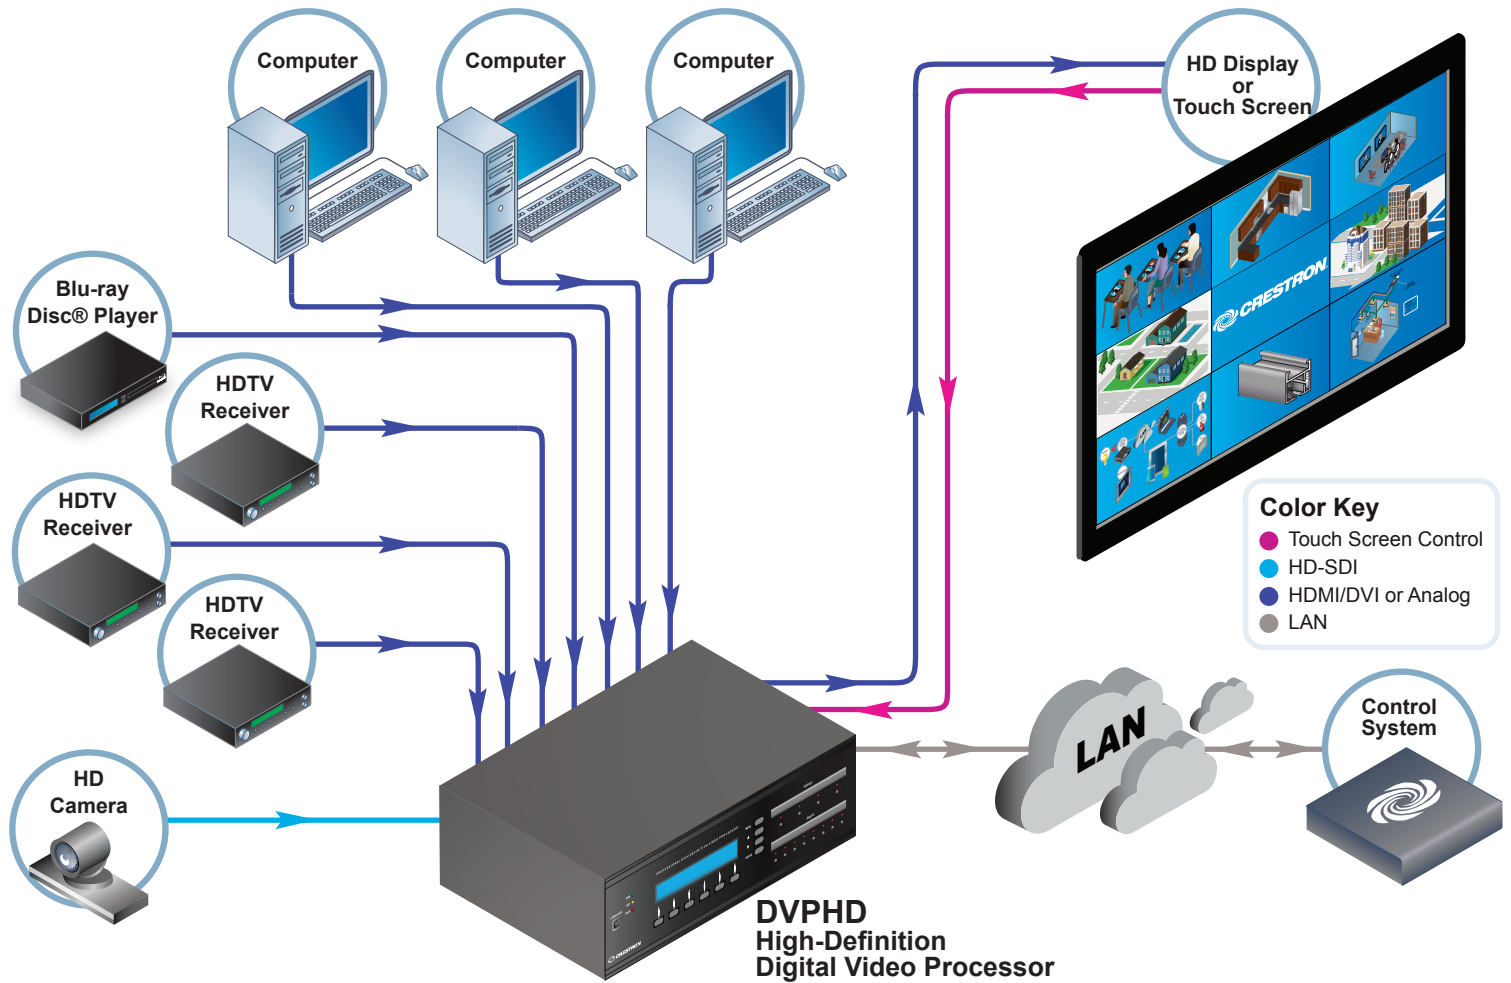 Computer
Computer
Computer
HD Display
or
Touch Screen
Blu-ray
Disc® Player
HDTV
Receiver
HDTV
Receiver
HDTV
Receiver
HD
Camera
CRESTRON
Color Key
Touch Screen Control
HD-SDI
HDMI/DVI or Analog
LAN
LAN
Control
System
CRESTRON
DVPHD
High-Definition
Digital Video Processor